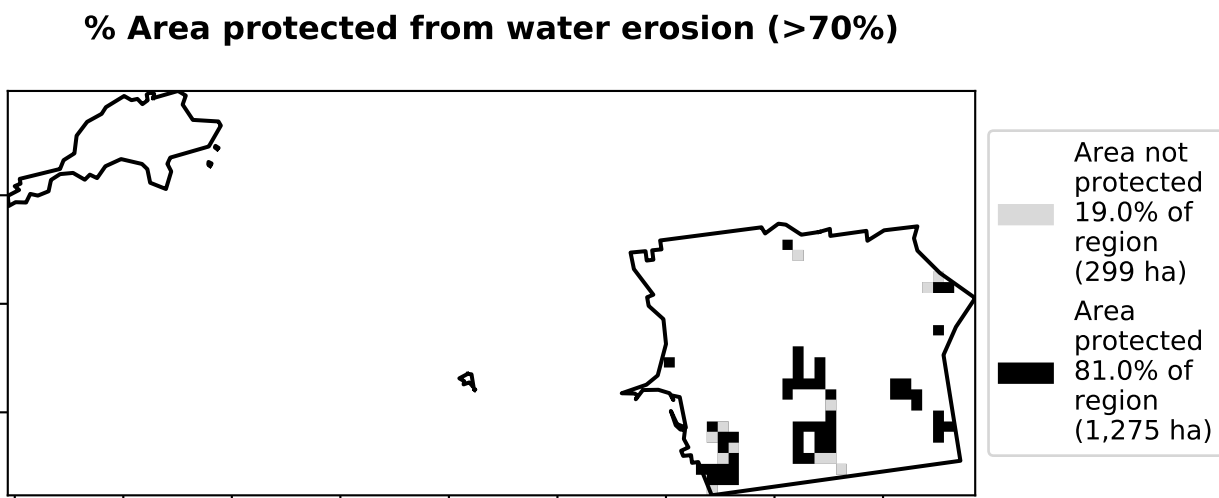 % Area protected from water erosion (>70%)
Area not
protected
19.0% of
region
(299 ha)
Area
protected
81.0% of
region
(1,275 ha)